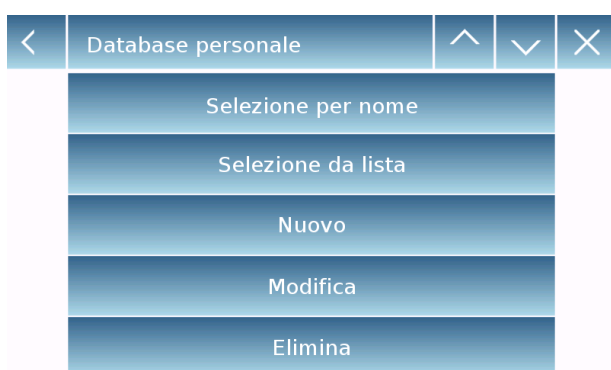 Database personale
Selezione per nome
Selezione da lista
Nuovo
Modifica
Elimina